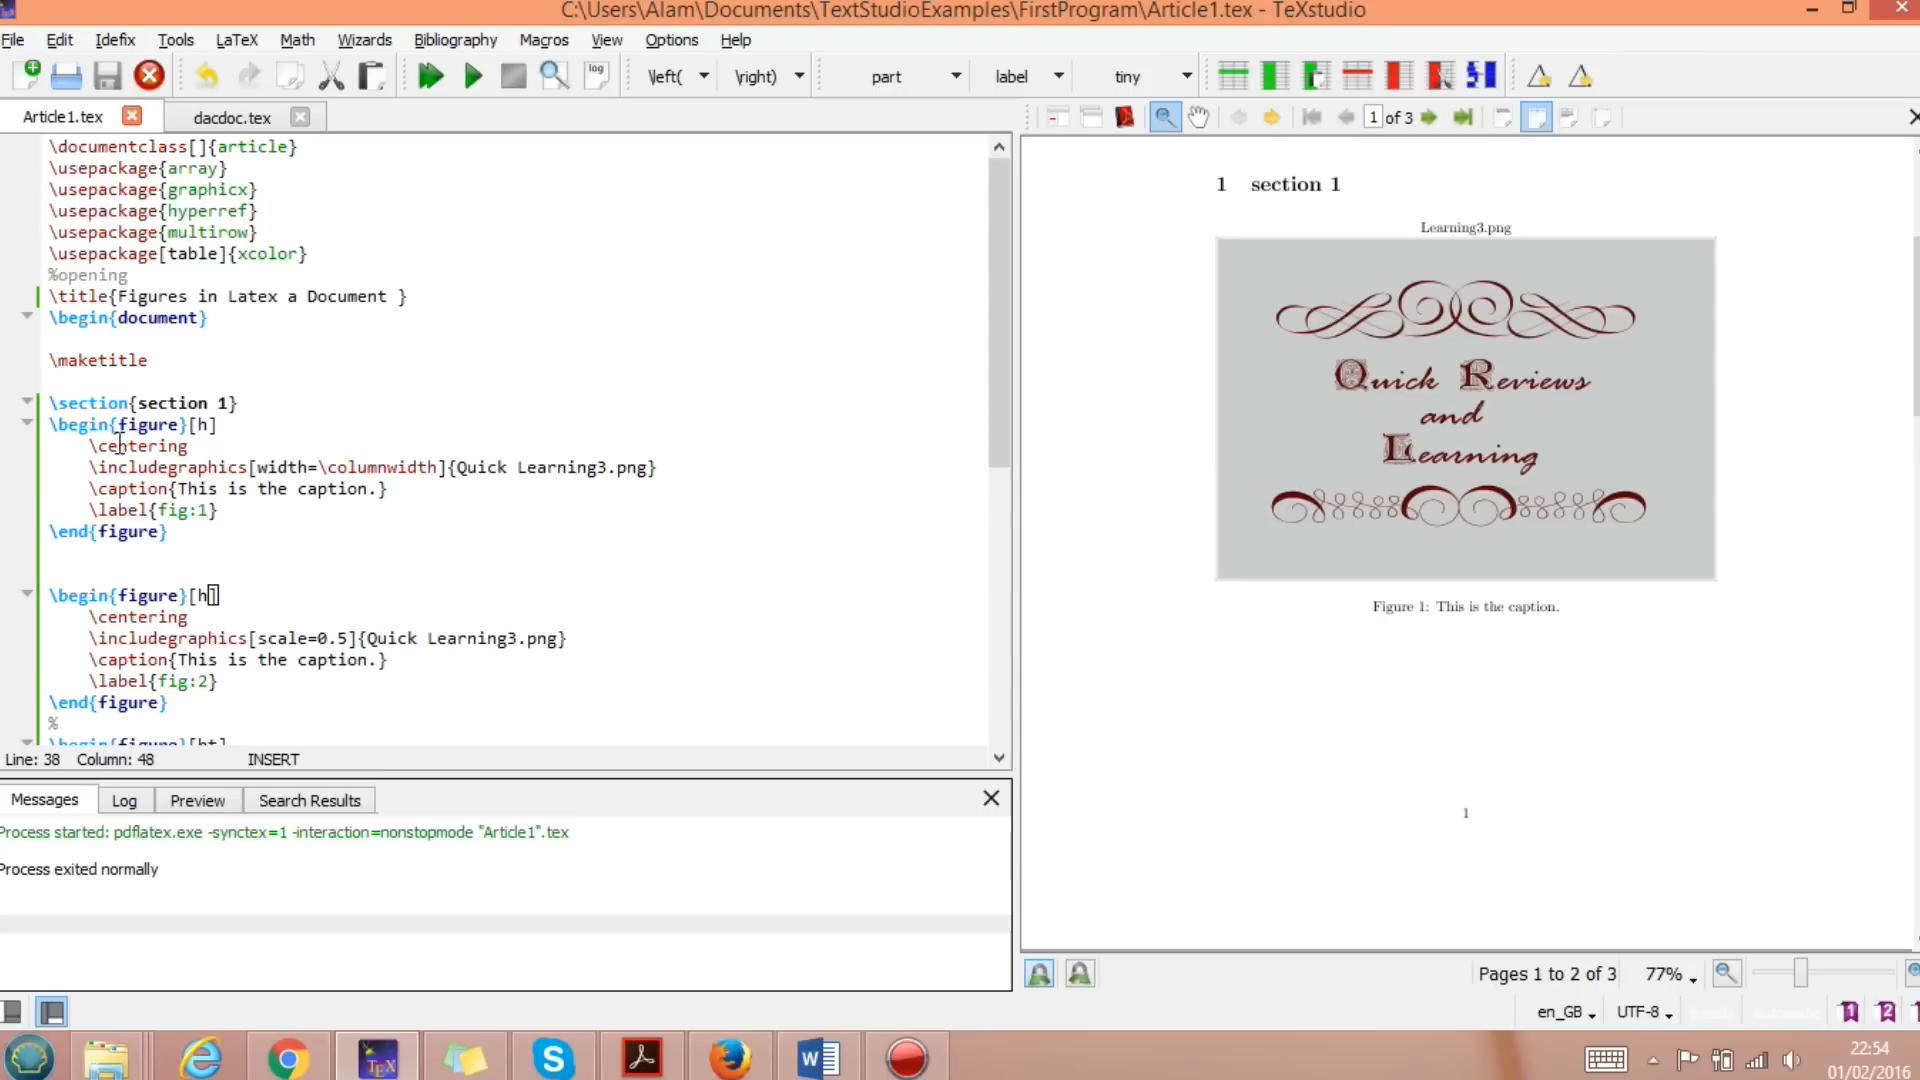 C:\Users\Alam\Documents\TextStudioExamples\FirstProgram\Article1.tex - TeXstudio
File Edit Idefix Tools LaTeX Math Wizards Bibliography Macros View Options Help
log \left( \right) part label tiny
Article1.tex dacdoc.tex
1 of 3
\documentclass[]{article}
\usepackage{array}
\usepackage{graphicx}
\usepackage{hyperref}
\usepackage{multirow}
\usepackage[table]{xcolor}
%opening
\title{Figures in Latex a Document }
\begin{document}
\maketitle
\section{section 1}
\begin{figure}[h]
\centering
\includegraphics[width=\columnwidth]{Quick Learning3.png}
\caption{This is the caption.}
\label{fig:1}
\end{figure}
\begin{figure}[h]
\centering
\includegraphics[scale=0.5]{Quick Learning3.png}
\caption{This is the caption.}
\label{fig:2}
\end{figure}
%
\begin{figure}[ht]
Line: 38 Column: 48 INSERT
Messages Log Preview Search Results
Process started: pdflatex.exe -synctex=1 -interaction=nonstopmode "Article1".tex
Process exited normally
1 section 1
Learning3.png
Quick Reviews
and
Learning
Figure 1: This is the caption.
1
Pages 1 to 2 of 3 77%
en_GB UTF-8 1 2
TEX S W
22:54
01/02/2016